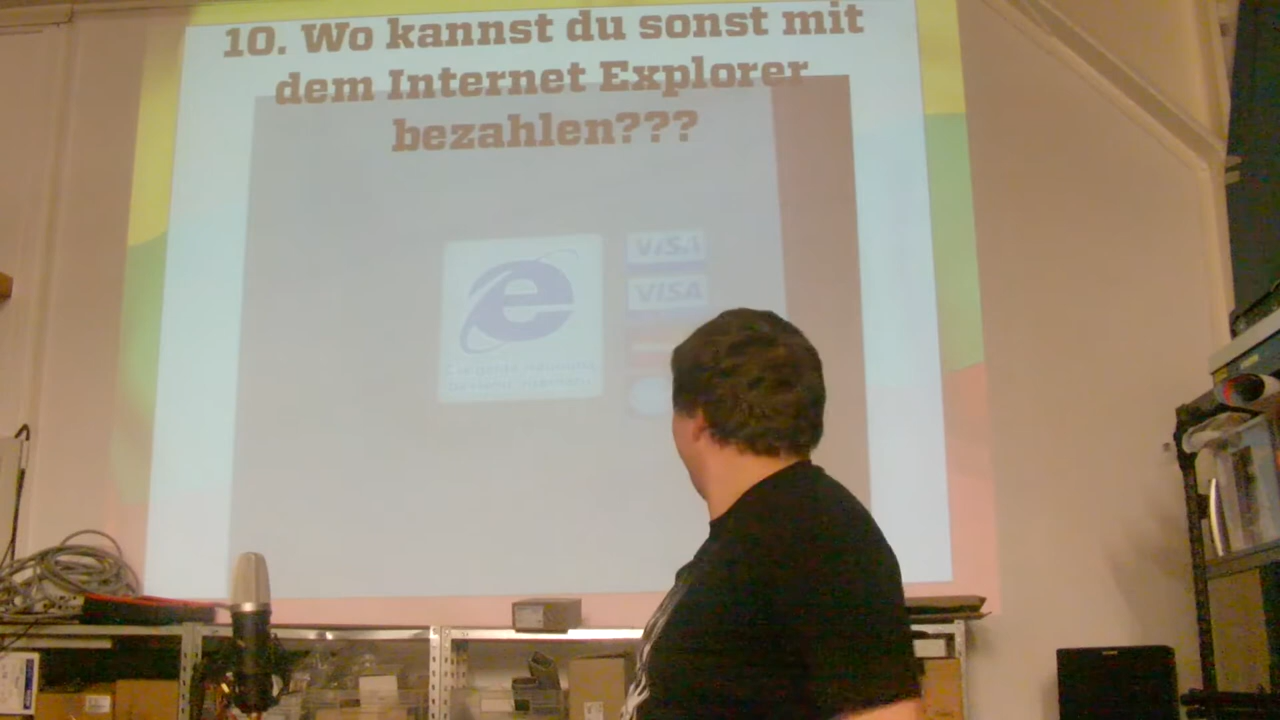 10. Wo kannst du sonst mit
dem Internet Explorer
bezahlen???
VISA
VISA